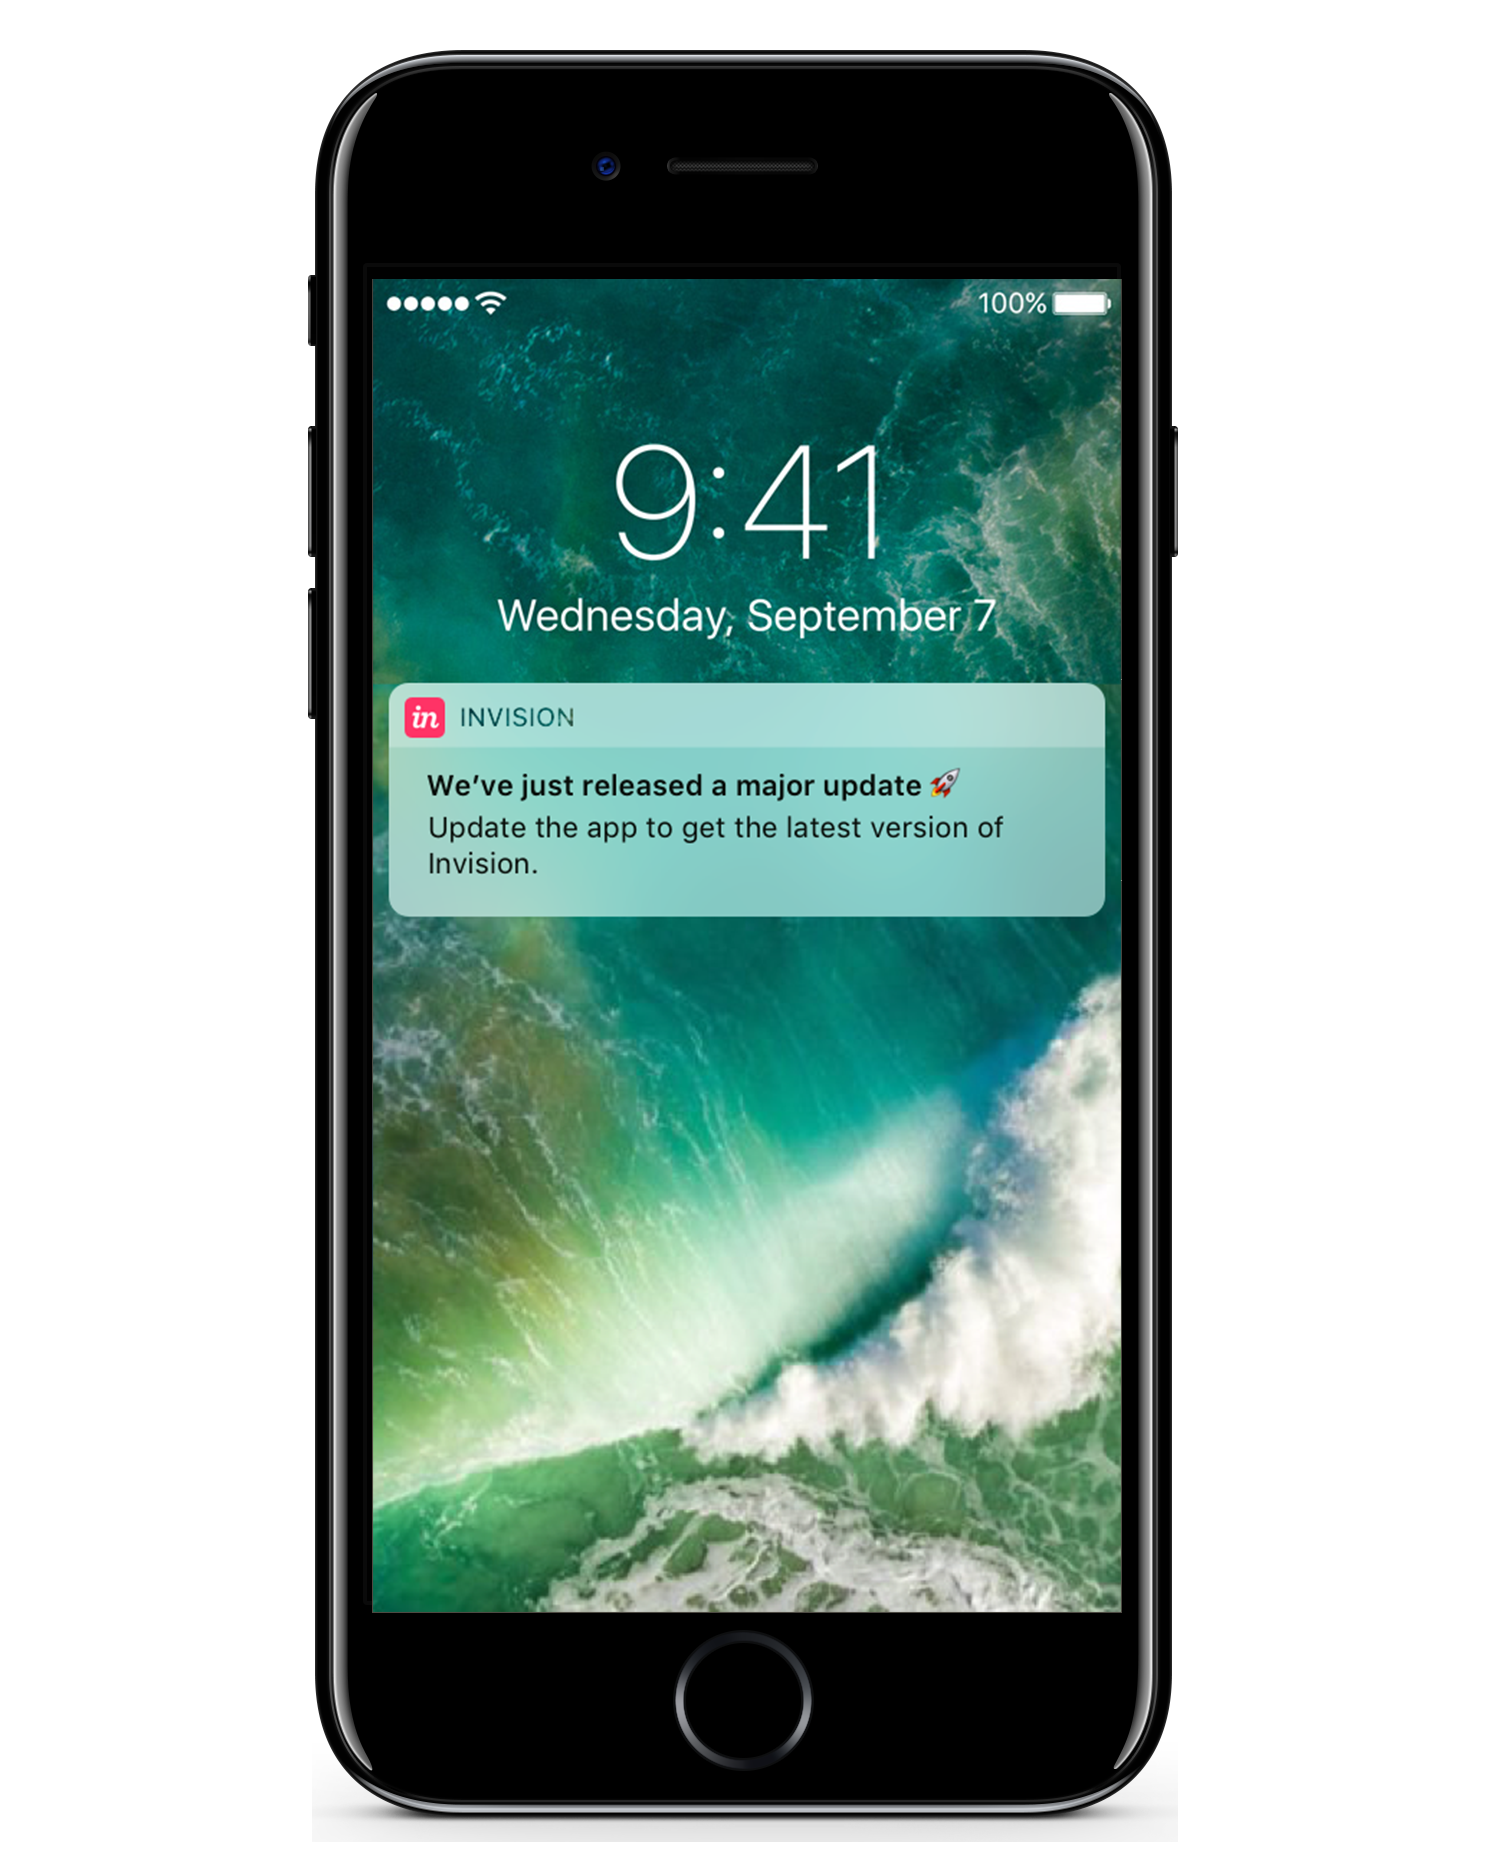 100%
9:41
Wednesday, September 7
in INVISION
We’ve just released a major update 🚀
Update the app to get the latest version of
Invision.